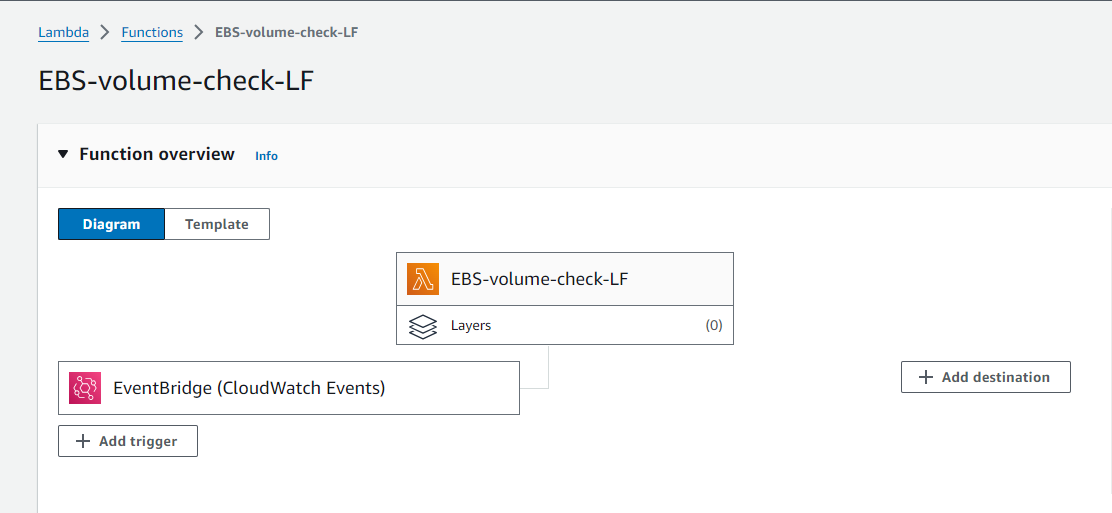 Lambda > Functions > EBS-volume-check-LF
EBS-volume-check-LF
Function overview Info
Diagram Template
EBS-volume-check-LF
Layers (0)
EventBridge (CloudWatch Events)
+ Add destination
+ Add trigger